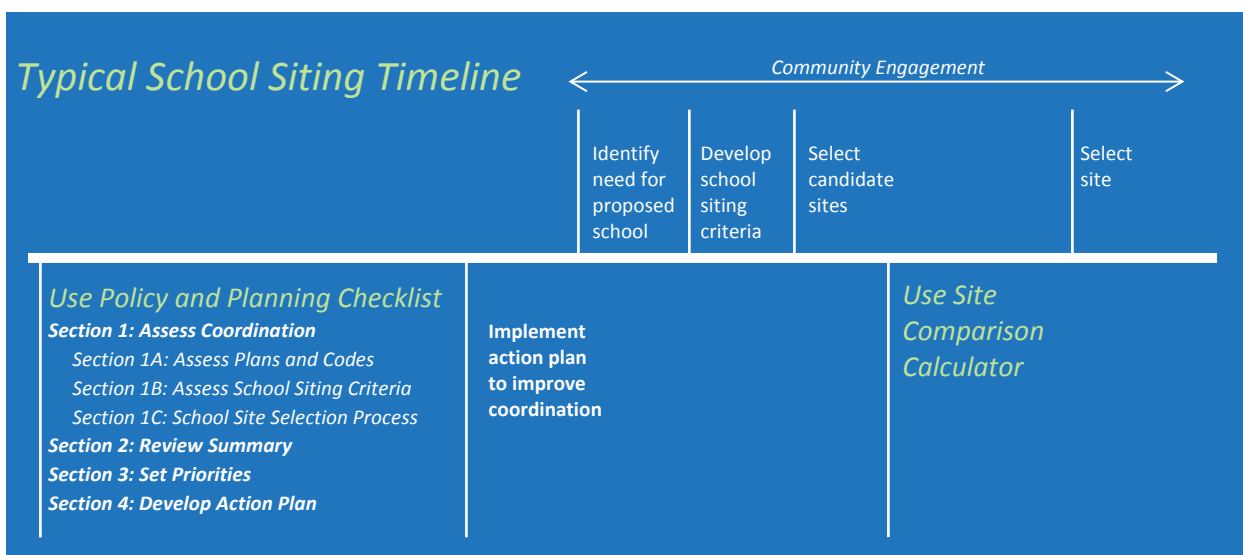 Typical School Siting Timeline
Community Engagement
Identify
need for
proposed
school
Develop
school
siting
criteria
Select
candidate
sites
Select
site
Use Policy and Planning Checklist
Section 1: Assess Coordination
Section 1A: Assess Plans and Codes
Section 1B: Assess School Siting Criteria
Section 1C: School Site Selection Process
Section 2: Review Summary
Section 3: Set Priorities
Section 4: Develop Action Plan
Implement
action plan
to improve
coordination
Use Site
Comparison
Calculator